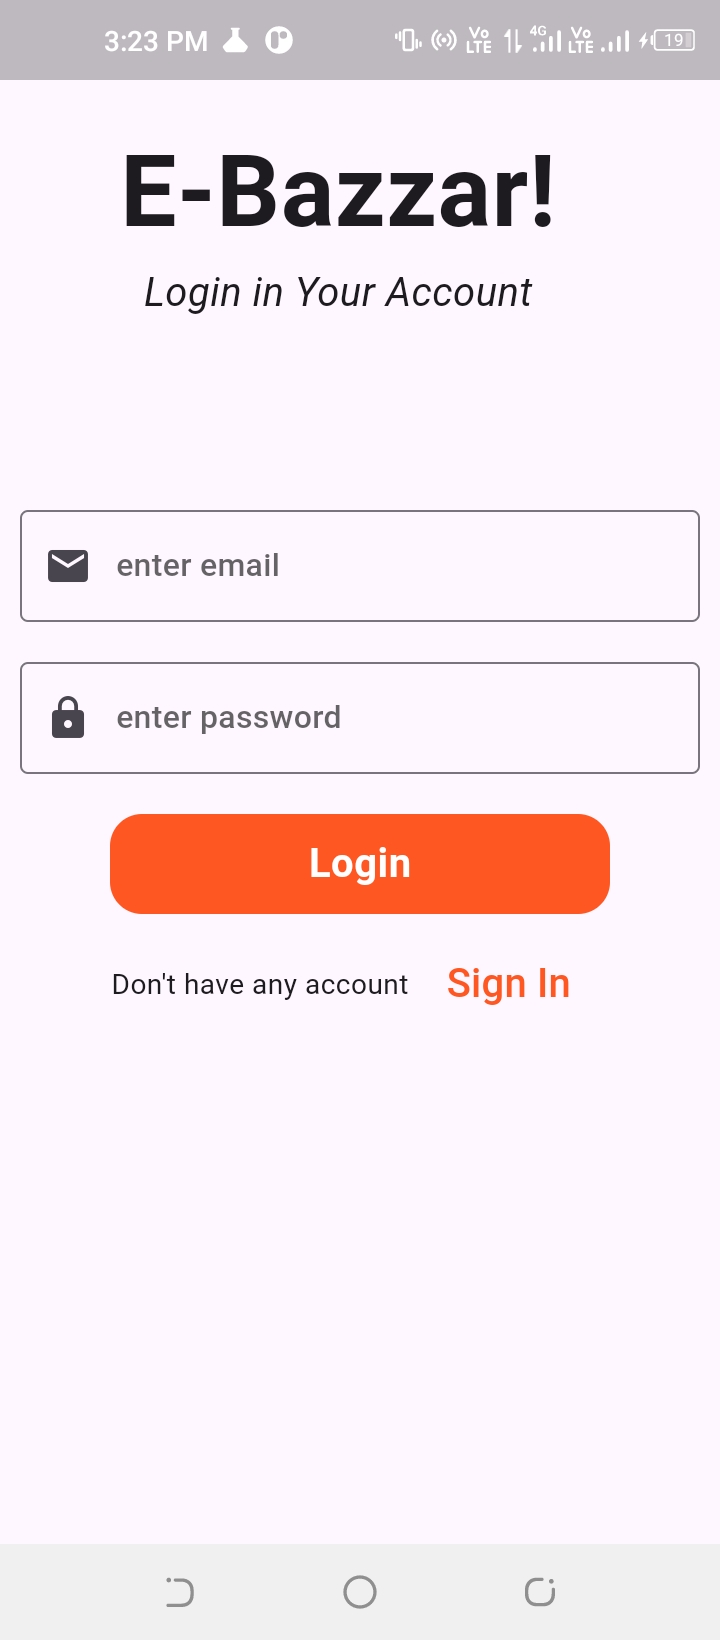 3:23 PM Vo LTE 4G Vo LTE 19
E-Bazzar!
Login in Your Account
enter email
enter password
Login
Don't have any account Sign In